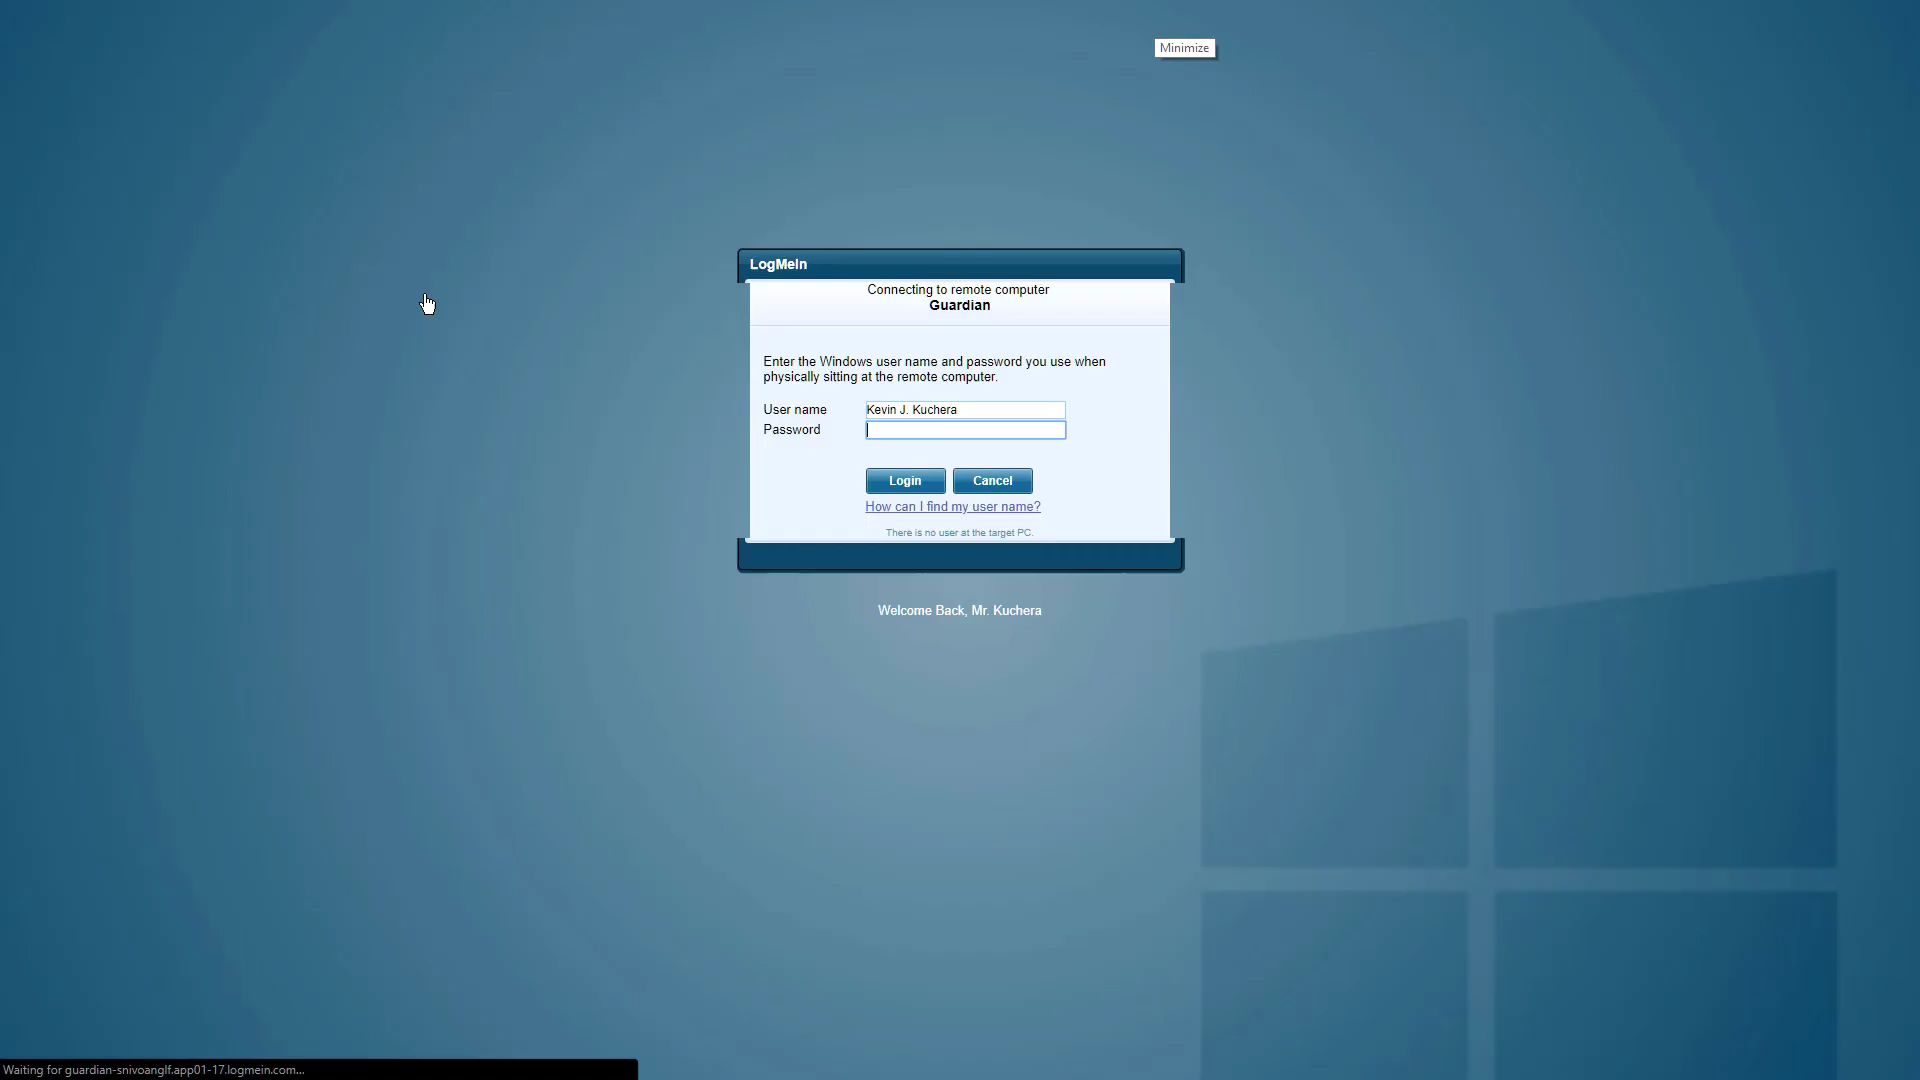 Minimize
LogMeIn
Connecting to remote computer
Guardian
Enter the Windows user name and password you use when
physically sitting at the remote computer.
User name Kevin J. Kuchera
Password
Login Cancel
How can I find my user name?
There is no user at the target PC.
Welcome Back, Mr. Kuchera
Waiting for guardian-snivoanglf.app01-17.logmein.com...